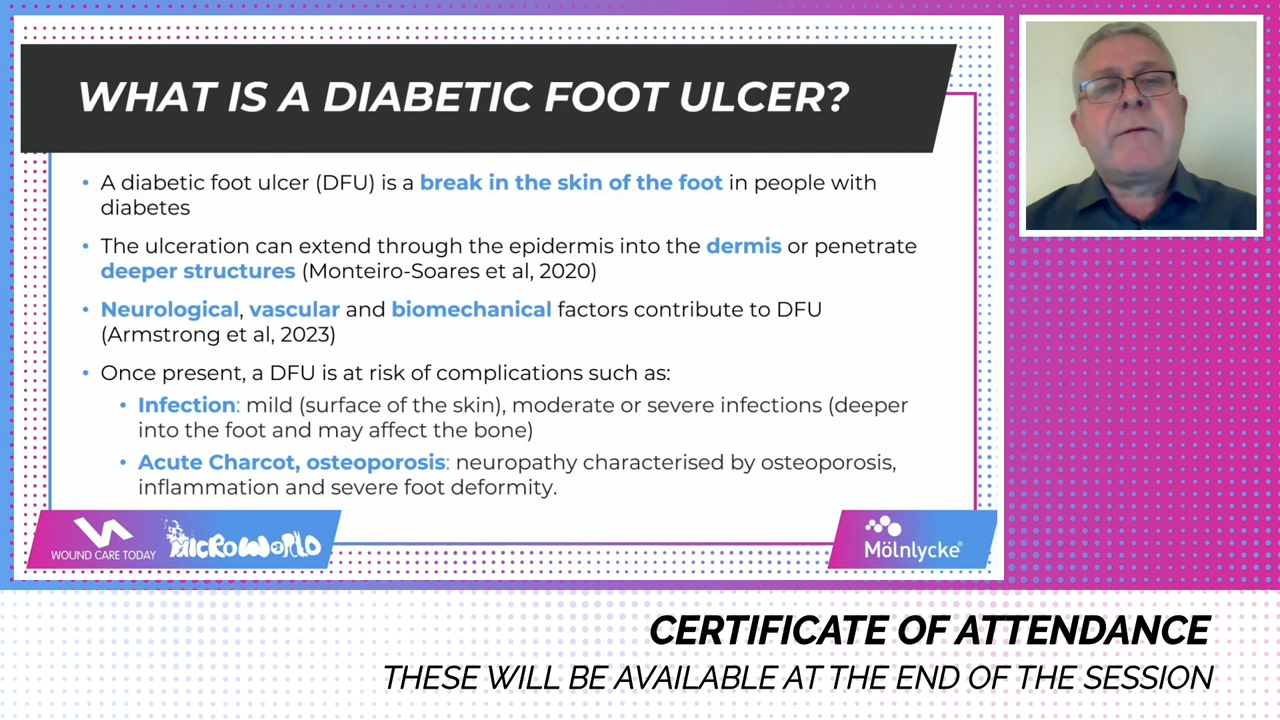 WHAT IS A DIABETIC FOOT ULCER?
• A diabetic foot ulcer (DFU) is a break in the skin of the foot in people with
diabetes
• The ulceration can extend through the epidermis into the dermis or penetrate
deeper structures (Monteiro-Soares et al, 2020)
• Neurological, vascular and biomechanical factors contribute to DFU
(Armstrong et al, 2023)
• Once present, a DFU is at risk of complications such as:
• Infection: mild (surface of the skin), moderate or severe infections (deeper
into the foot and may affect the bone)
• Acute Charcot, osteoporosis: neuropathy characterised by osteoporosis,
inflammation and severe foot deformity.
WOUND CARE TODAY
MICROWORLD
Mölnlycke®
CERTIFICATE OF ATTENDANCE
THESE WILL BE AVAILABLE AT THE END OF THE SESSION